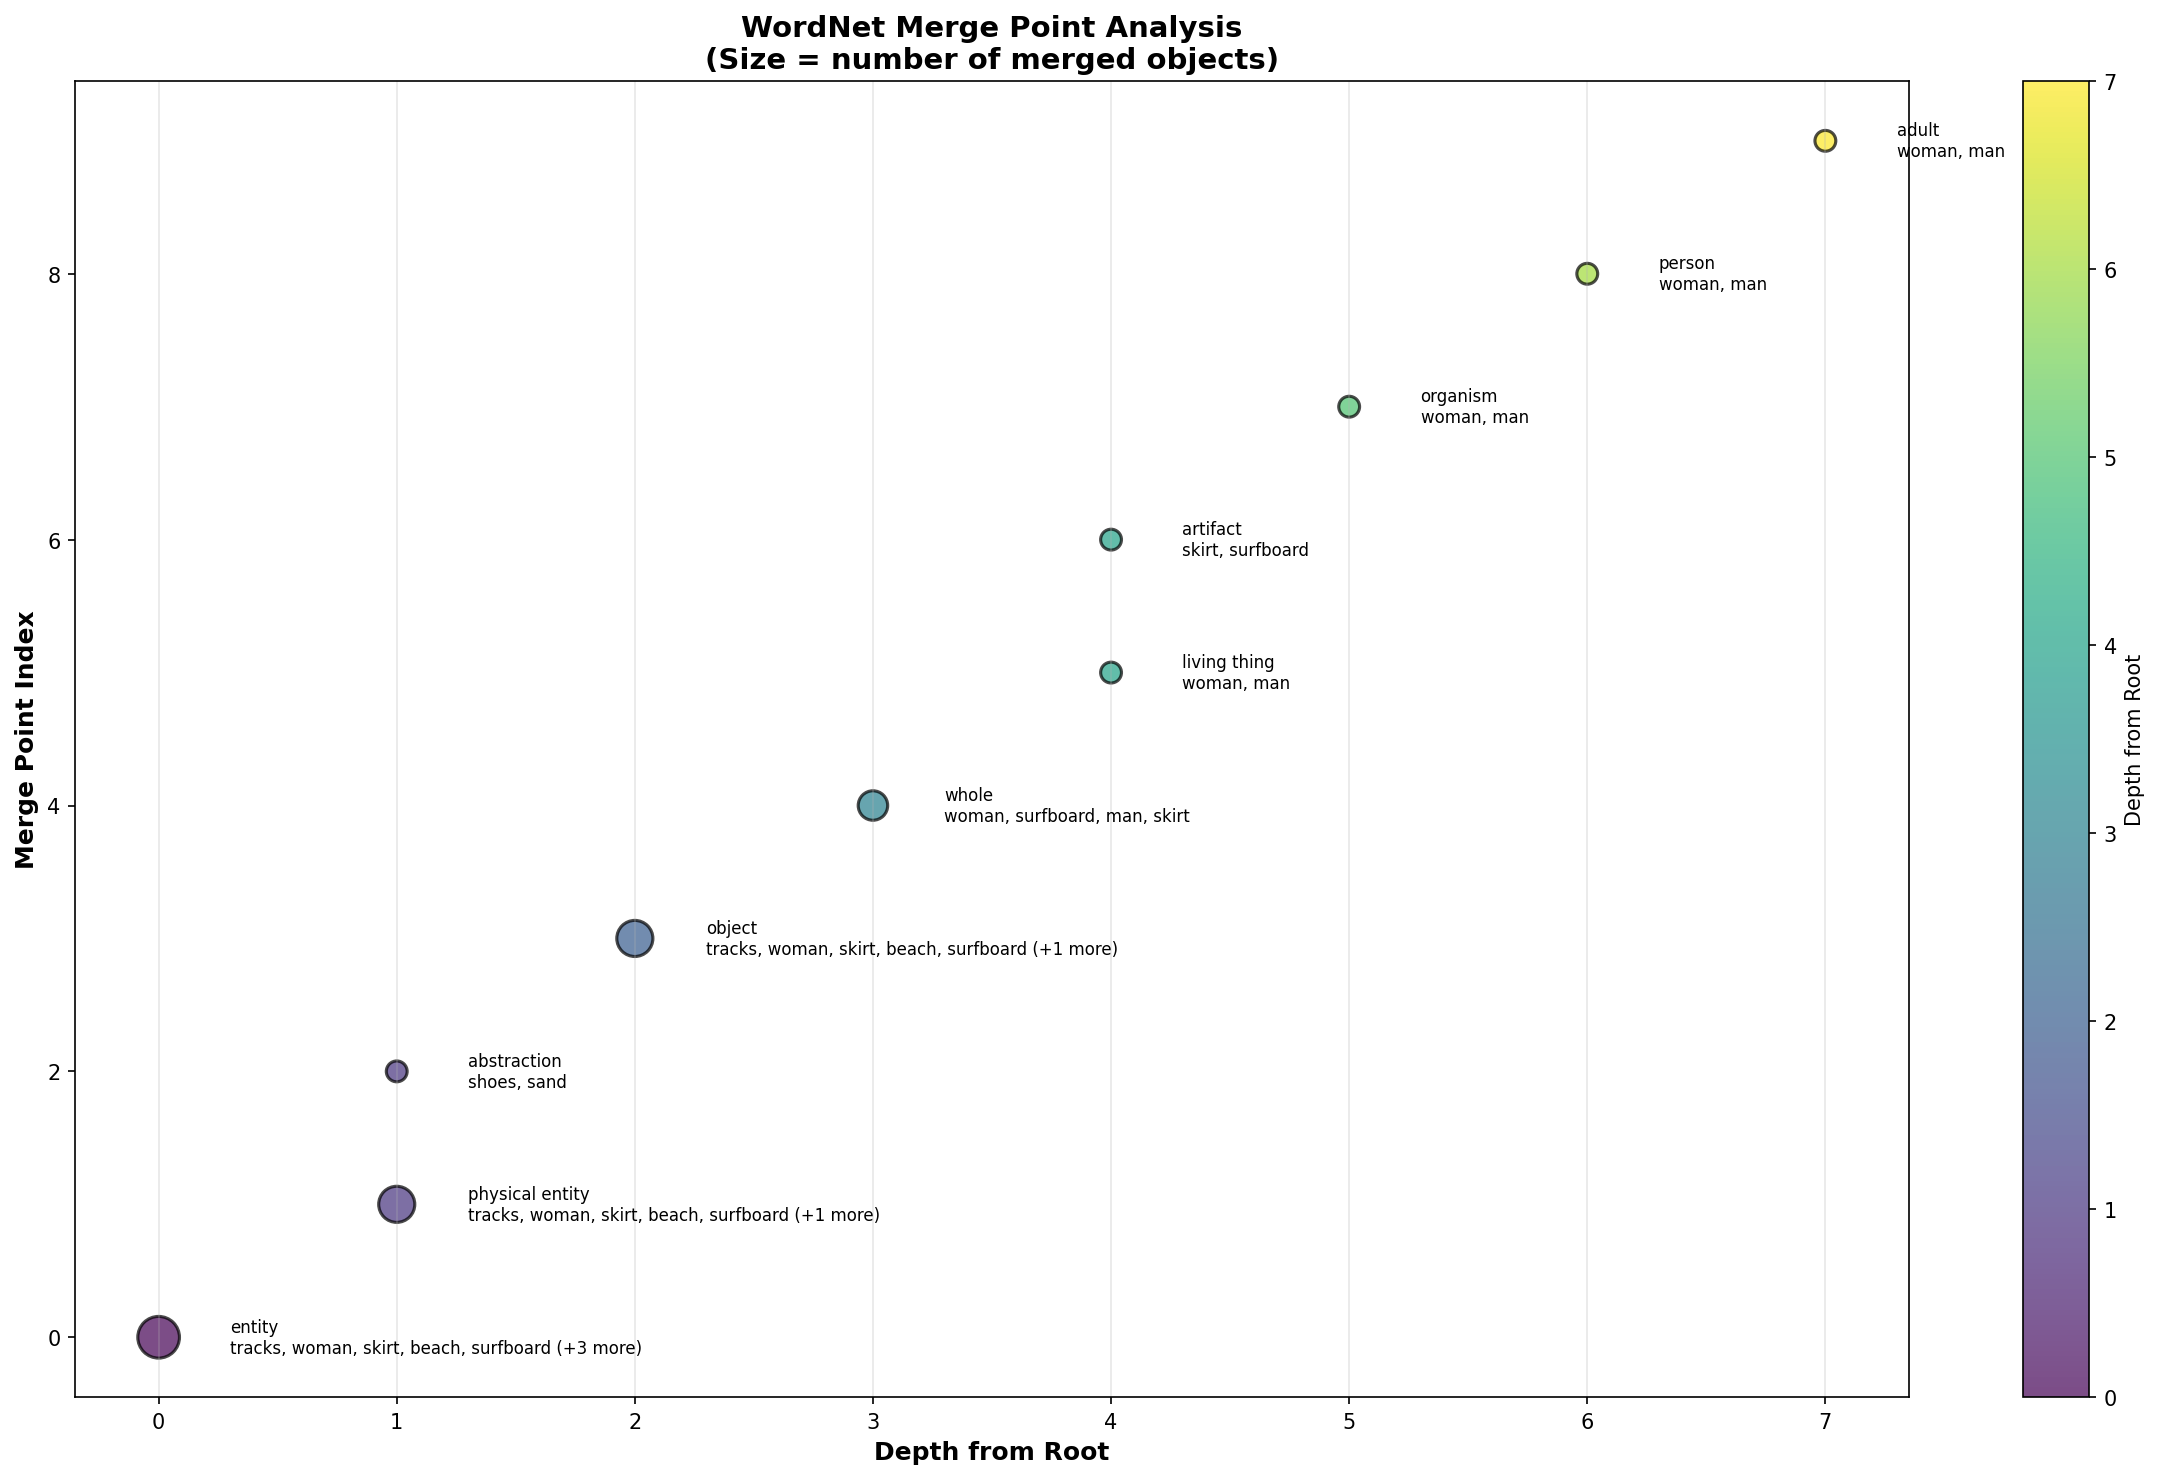 WordNet Merge Point Analysis
(Size = number of merged objects)
adult
woman, man
person
woman, man
organism
woman, man
artifact
skirt, surfboard
living thing
woman, man
whole
woman, surfboard, man, skirt
object
tracks, woman, skirt, beach, surfboard (+1 more)
abstraction
shoes, sand
physical entity
tracks, woman, skirt, beach, surfboard (+1 more)
entity
tracks, woman, skirt, beach, surfboard (+3 more)
Merge Point Index
8
6
4
2
0
0 1 2 3 4 5 6 7
Depth from Root
7
6
5
4
3
2
1
0
Depth from Root